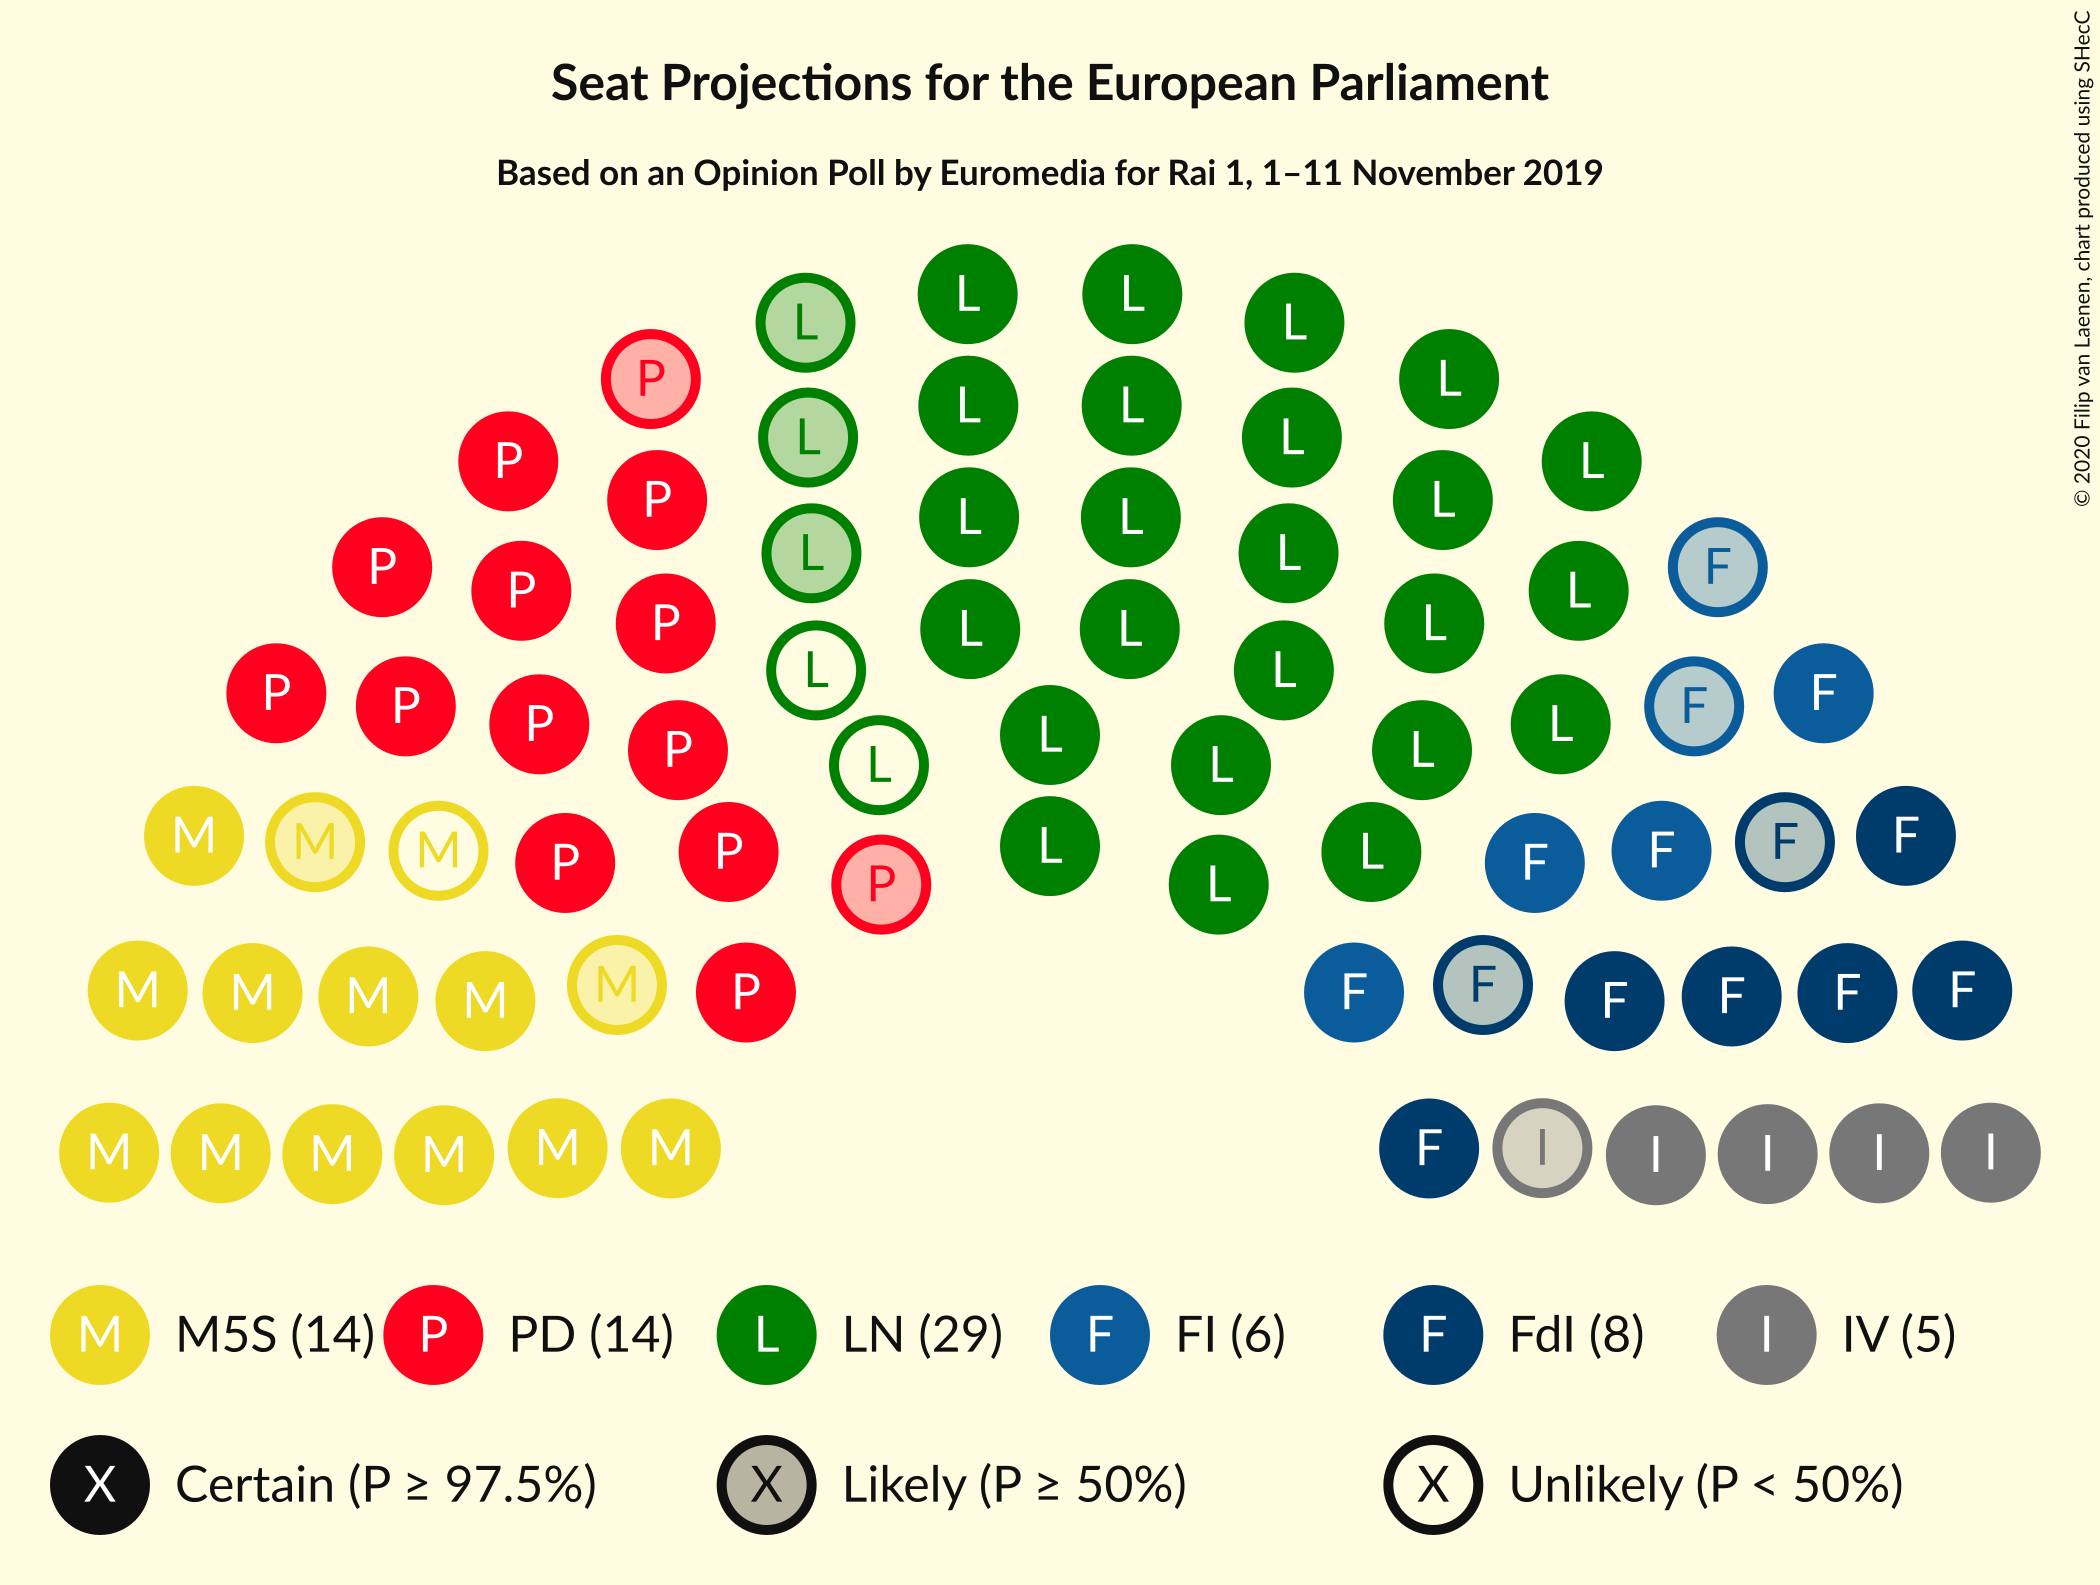 Seat Projections for the European Parliament
Based on an Opinion Poll by Euromedia for Rai 1, 1–11 November 2019
© 2020 Filip van Laenen, chart produced using SHecC
L L
L L
P L
L L
L L
P L
L L
P L
L L
P F
P L
L L
P L
P L
L L
L L
P F
P F
P L
L
P L
L L
M M M P P P L L L F F F F
M M M M M P F F F F F F
M M M M M M F I I I I I
M M5S (14) P PD (14) L LN (29) F FI (6) F FdI (8) I IV (5)
X Certain (P ≥ 97.5%) X Likely (P ≥ 50%) X Unlikely (P < 50%)